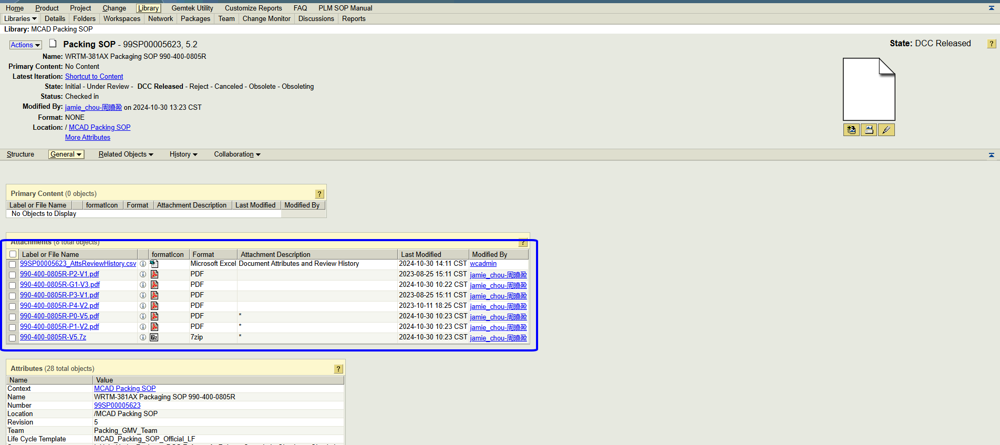 Home Product Project Change Library Gemtek Utility Customize Reports FAQ PLM SOP Manual
Libraries Details Folders Workspaces Network Packages Team Change Monitor Discussions Reports
Library: MCAD Packing SOP
Actions Packing SOP - 99SP00005623, 5.2 State: DCC Released ?
Name: WRTM-381AX Packaging SOP 990-400-0805R
Primary Content: No Content
Latest Iteration: Shortcut to Content
State: Initial - Under Review - DCC Released - Reject - Canceled - Obsolete - Obsoleting
Status: Checked in
Modified By: jamie_chou-周曉盈 on 2024-10-30 13:23 CST
Format: NONE
Location: / MCAD Packing SOP
More Attributes
Structure General Related Objects History Collaboration
Primary Content (0 objects) ?
Label or File Name formatIcon Format Attachment Description Last Modified Modified By
No Objects to Display
Attachments (8 total objects) ?
Label or File Name formatIcon Format Attachment Description Last Modified Modified By
99SP00005623_AttsReviewHistory.csv Microsoft Excel Document Attributes and Review History 2024-10-30 14:11 CST wcadmin
990-400-0805R-P2-V1.pdf PDF 2023-08-25 15:11 CST jamie_chou-周曉盈
990-400-0805R-G1-V3.pdf PDF 2024-10-30 10:22 CST jamie_chou-周曉盈
990-400-0805R-P3-V1.pdf PDF 2023-08-25 15:11 CST jamie_chou-周曉盈
990-400-0805R-P4-V2.pdf PDF 2023-10-11 18:25 CST jamie_chou-周曉盈
990-400-0805R-P0-V5.pdf PDF * 2024-10-30 10:23 CST jamie_chou-周曉盈
990-400-0805R-P1-V2.pdf PDF * 2024-10-30 10:23 CST jamie_chou-周曉盈
990-400-0805R-V5.7z 7z 7zip * 2024-10-30 10:23 CST jamie_chou-周曉盈
Attributes (28 total objects) ?
Name Value
Context MCAD Packing SOP
Name WRTM-381AX Packaging SOP 990-400-0805R
Number 99SP00005623
Location /MCAD Packing SOP
Revision 5
Team Packing_GMV_Team
Life Cycle Template MCAD_Packing_SOP_Official_LF